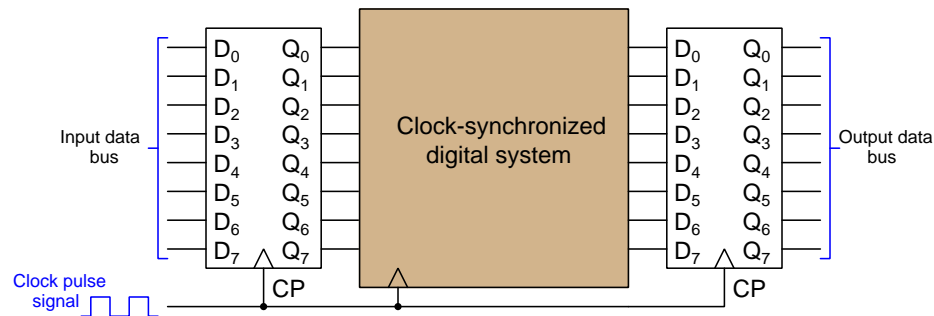 D0 Q0 D0 Q0
D1 Q1 D1 Q1
D2 Q2 D2 Q2
D3 Q3 D3 Q3
D4 Q4 D4 Q4
D5 Q5 D5 Q5
D6 Q6 D6 Q6
D7 Q7 D7 Q7
Input data
bus
Clock-synchronized
digital system
Output data
bus
Clock pulse
signal
CP
CP